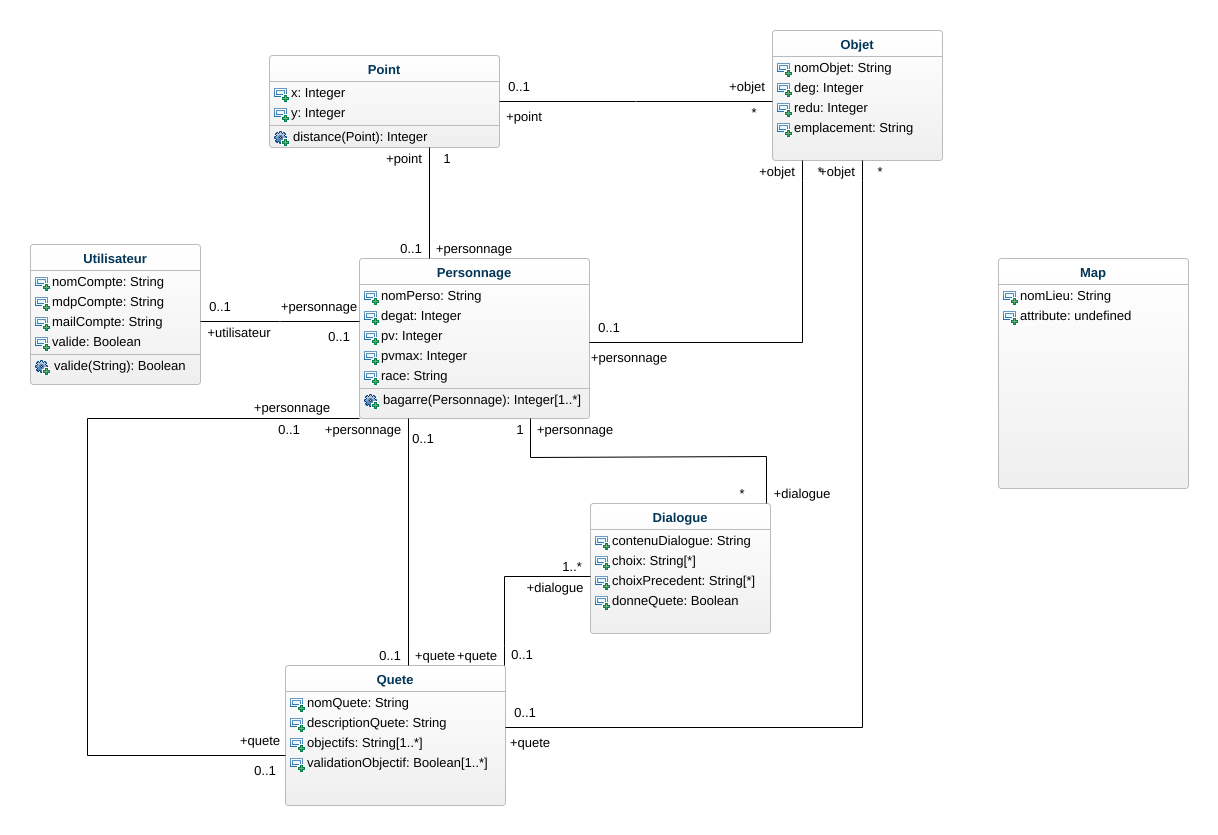 Objet
nomObjet: String
deg: Integer
redu: Integer
emplacement: String
Point
x: Integer
y: Integer
distance(Point): Integer
0..1
+objet
+point
*
+point
1
+objet
*
+objet
*
0..1
+personnage
Utilisateur
nomCompte: String
mdpCompte: String
mailCompte: String
valide: Boolean
valide(String): Boolean
0..1
+personnage
+utilisateur
0..1
Personnage
nomPerso: String
degat: Integer
pv: Integer
pvmax: Integer
race: String
bagarre(Personnage): Integer[1..*]
0..1
+personnage
Map
nomLieu: String
attribute: undefined
+personnage
0..1
+personnage
0..1
1
+personnage
*
+dialogue
Dialogue
contenuDialogue: String
choix: String[*]
choixPrecedent: String[*]
donneQuete: Boolean
1..*
+dialogue
0..1
+quete
+quete
0..1
Quete
nomQuete: String
descriptionQuete: String
objectifs: String[1..*]
validationObjectif: Boolean[1..*]
0..1
+quete
+quete
0..1